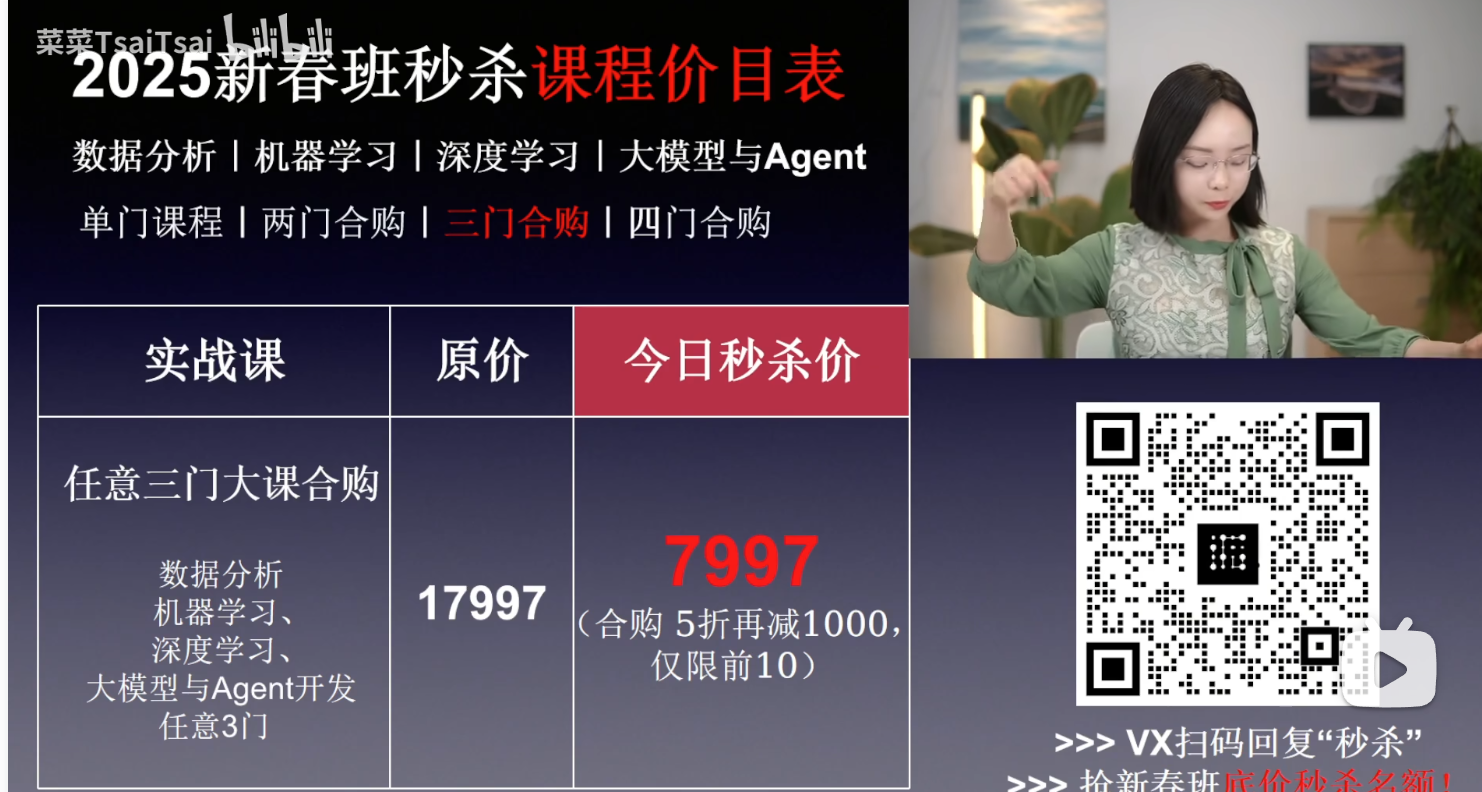 菜菜TsaiTsai bilibili
2025新春班秒杀课程价目表
数据分析丨机器学习丨深度学习丨大模型与Agent
单门课程丨两门合购丨三门合购丨四门合购
实战课 原价 今日秒杀价
任意三门大课合购
数据分析
机器学习、
深度学习、
大模型与Agent开发
任意3门
17997
7997
（合购 5折再减1000，
仅限前10）
>>> VX扫码回复“秒杀”
>>> 抢新春班底价秒杀名额！